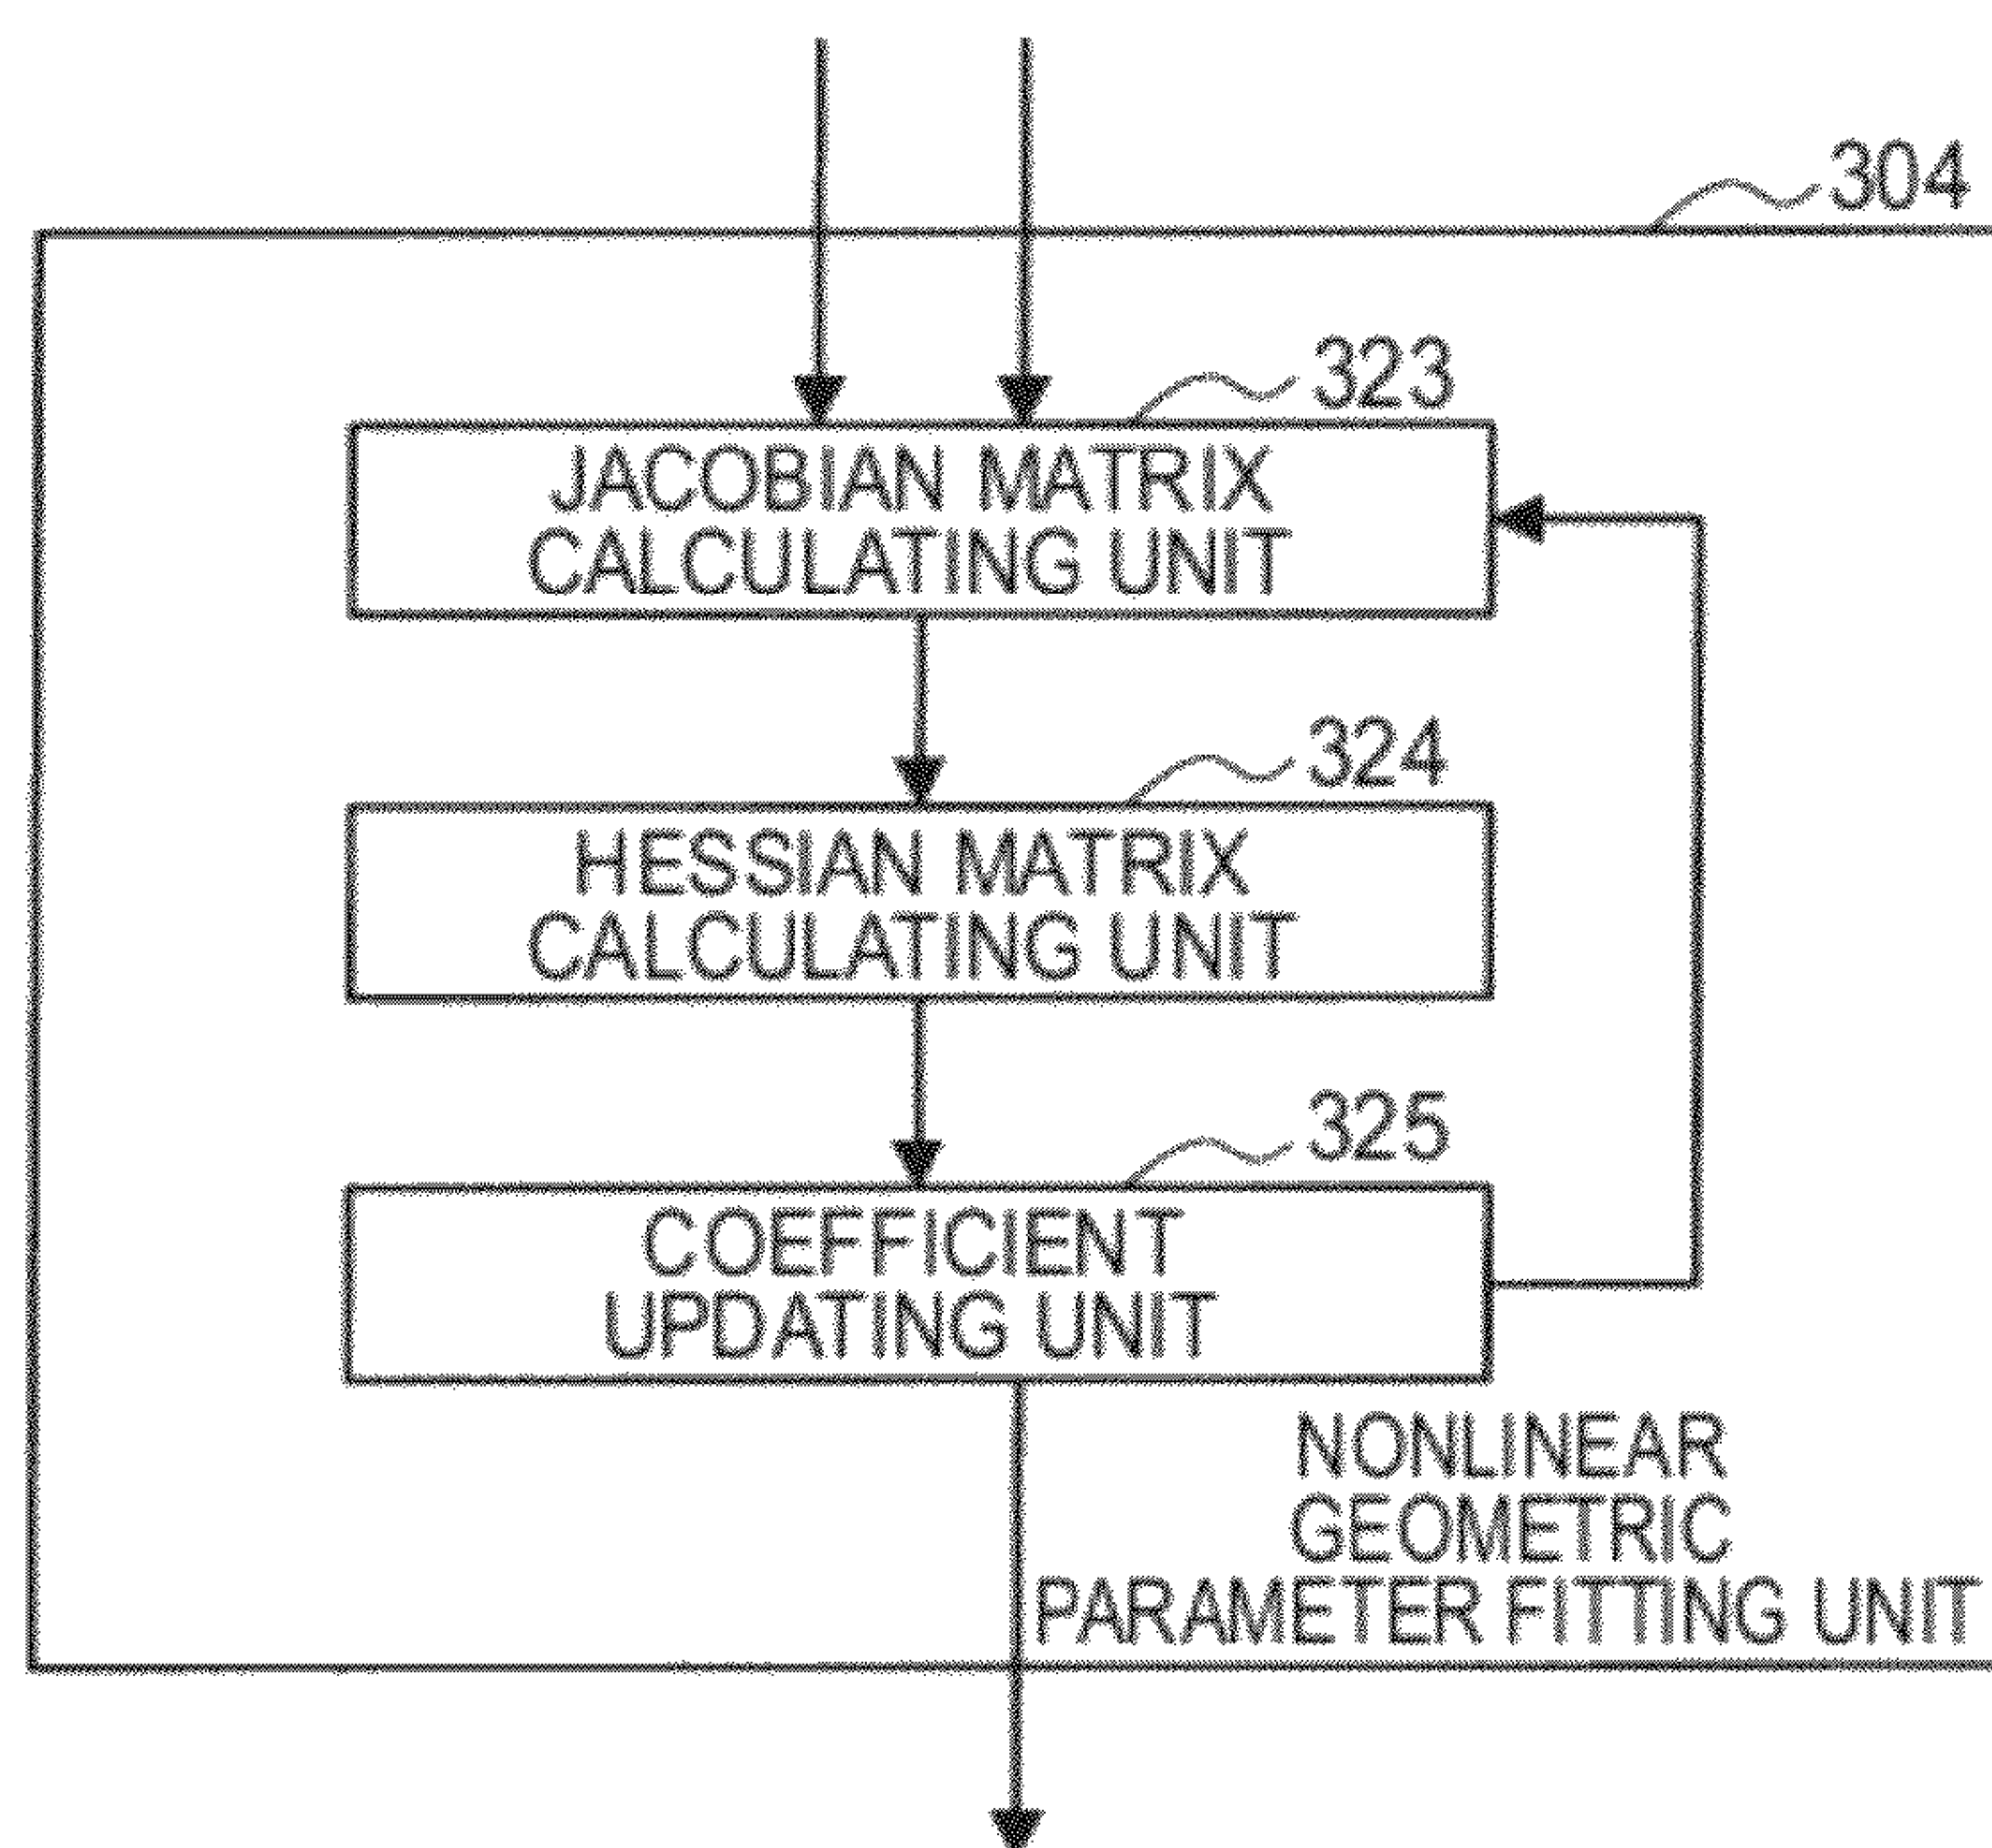 304
323
JACOBIAN MATRIX
CALCULATING UNIT
324
HESSIAN MATRIX
CALCULATING UNIT
325
COEFFICIENT
UPDATING UNIT
NONLINEAR
GEOMETRIC
PARAMETER FITTING UNIT